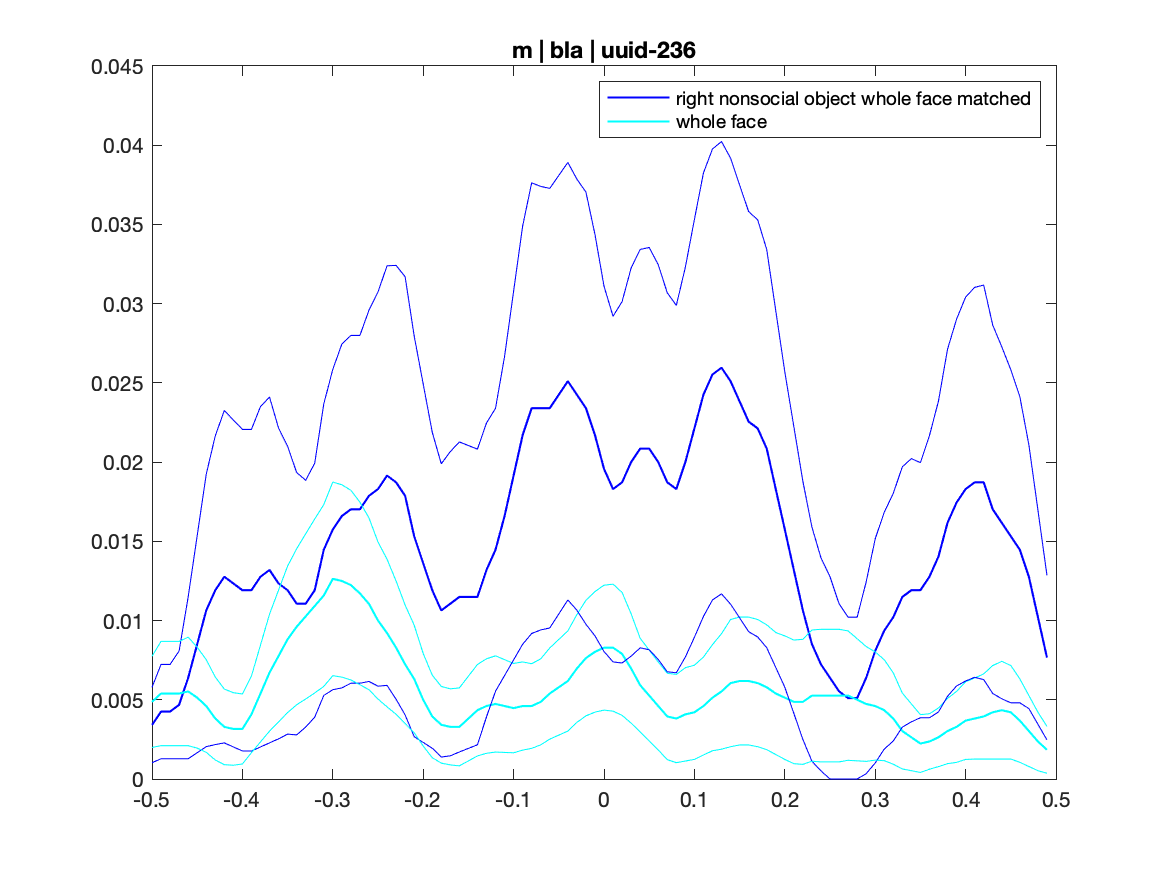 m | bla | uuid-236
0.045
right nonsocial object whole face matched
whole face
0.04
0.035
0.03
0.025
0.02
0.015
0.01
0.005
0
-0.5 -0.4 -0.3 -0.2 -0.1 0 0.1 0.2 0.3 0.4 0.5